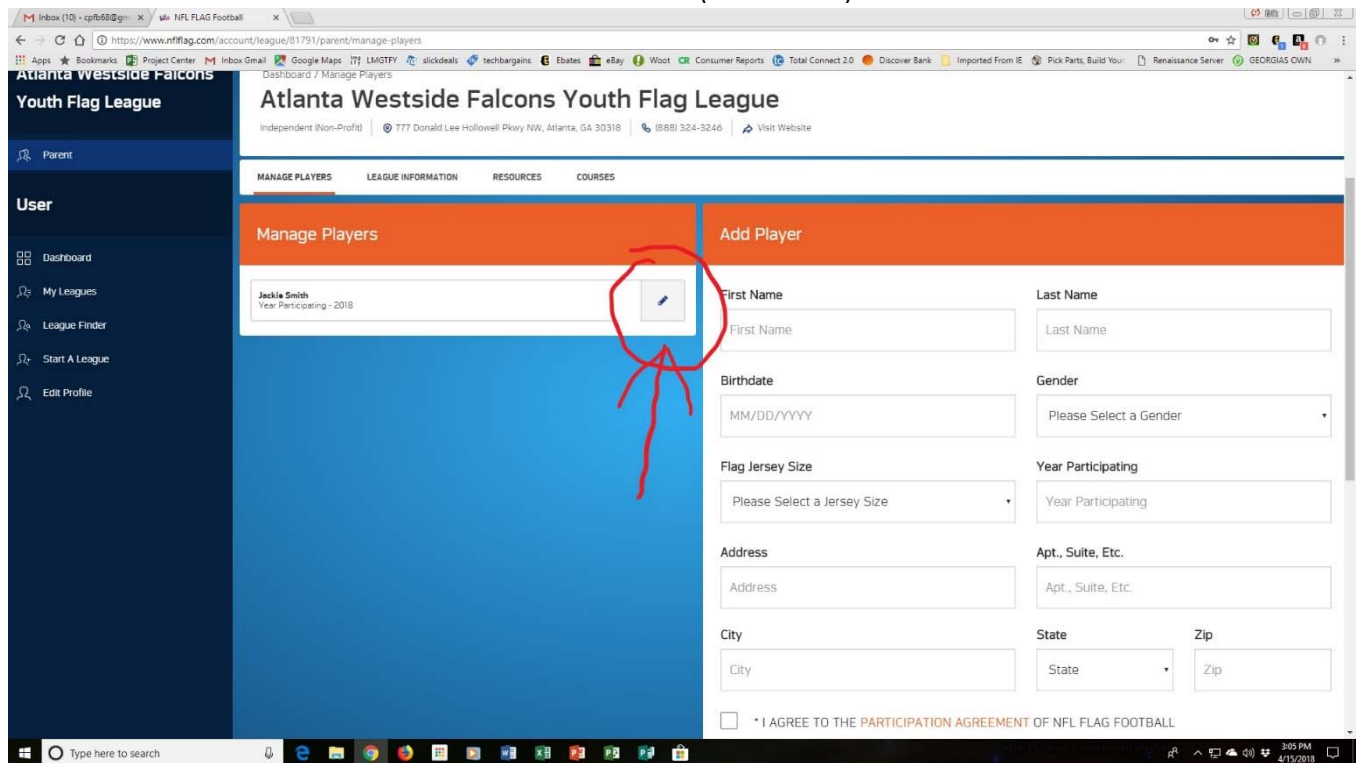 Inbox (10) - cpfb68@gm
NFL FLAG Football
https://www.nflflag.com/account/league/81791/parent/manage-players
Apps Bookmarks Project Center Inbox Gmail Google Maps LMGTFY slickdeals techbargains Ebates eBay Woot Consumer Reports Total Connect 2.0 Discover Bank Imported From IE Pick Parts, Build Your Renaissance Server GEORGIAS OWN
Atlanta Westside Falcons
Youth Flag League
Parent
User
Dashboard
My Leagues
League Finder
Start A League
Edit Profile
Dashboard / Manage Players
Atlanta Westside Falcons Youth Flag League
Independent (Non-Profit) 777 Donald Lee Hollowell Pkwy NW, Atlanta, GA 30318 (888) 324-3246 Visit Website
MANAGE PLAYERS LEAGUE INFORMATION RESOURCES COURSES
Manage Players
Jackie Smith
Year Participating - 2018
Add Player
First Name Last Name
First Name Last Name
Birthdate Gender
MM/DD/YYYY Please Select a Gender
Flag Jersey Size Year Participating
Please Select a Jersey Size Year Participating
Address Apt., Suite, Etc.
Address Apt., Suite, Etc.
City State Zip
City State Zip
* I AGREE TO THE PARTICIPATION AGREEMENT OF NFL FLAG FOOTBALL
Type here to search
3:05 PM
4/15/2018